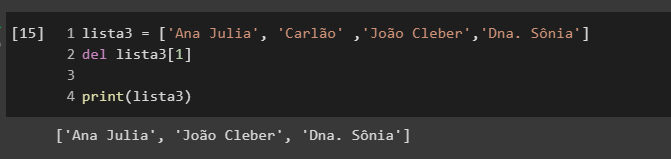 [15] 1 lista3 = ['Ana Julia', 'Carlão' ,'João Cleber','Dna. Sônia']
2 del lista3[1]
3
4 print(lista3)
['Ana Julia', 'João Cleber', 'Dna. Sônia']